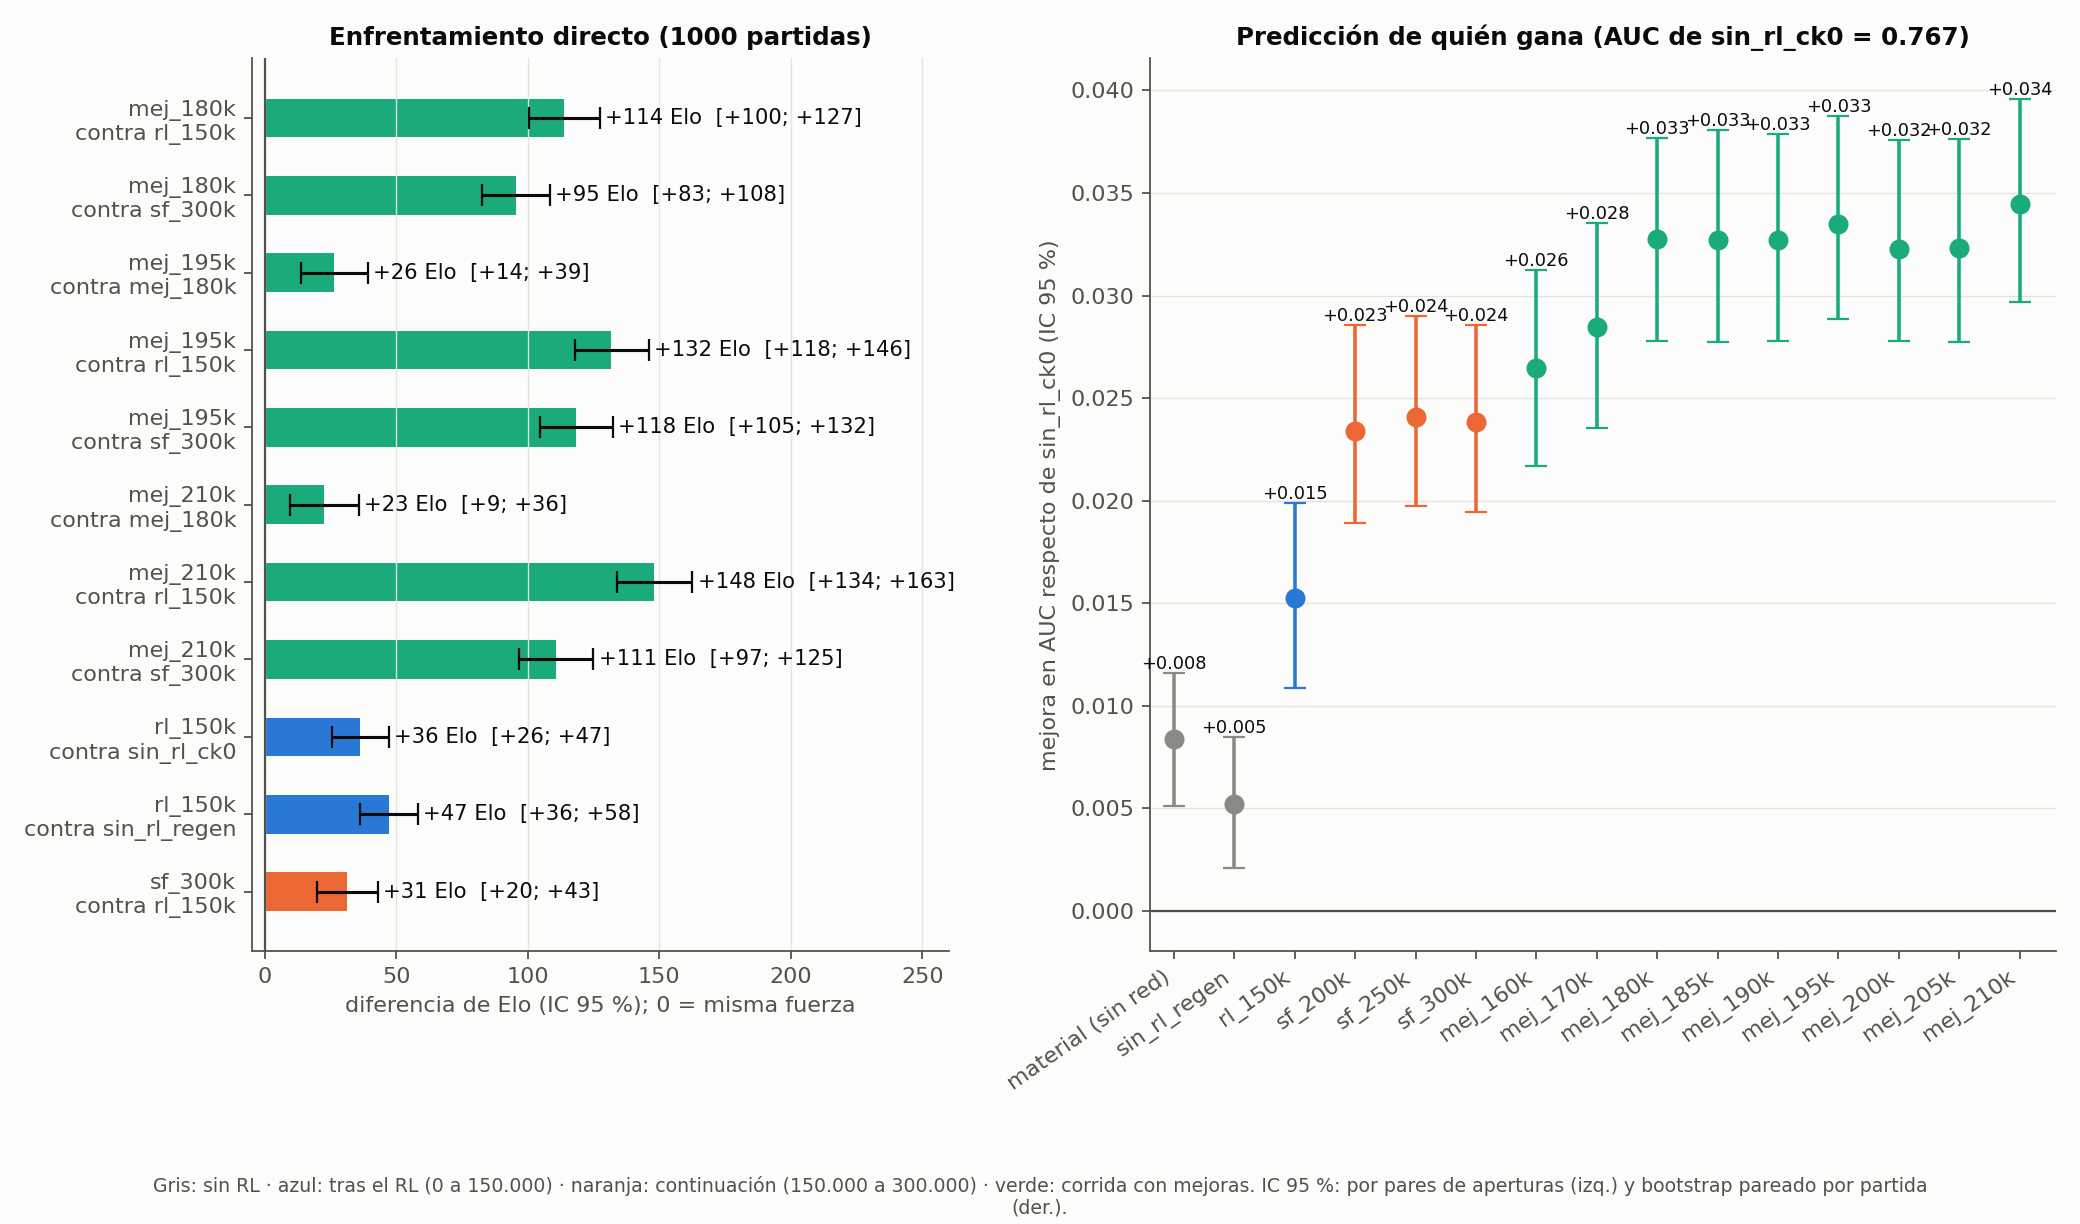 Enfrentamiento directo (1000 partidas)
mej_180k
contra rl_150k
+114 Elo  [+100; +127]
mej_180k
contra sf_300k
+95 Elo  [+83; +108]
mej_195k
contra mej_180k
+26 Elo  [+14; +39]
mej_195k
contra rl_150k
+132 Elo  [+118; +146]
mej_195k
contra sf_300k
+118 Elo  [+105; +132]
mej_210k
contra mej_180k
+23 Elo  [+9; +36]
mej_210k
contra rl_150k
+148 Elo  [+134; +163]
mej_210k
contra sf_300k
+111 Elo  [+97; +125]
rl_150k
contra sin_rl_ck0
+36 Elo  [+26; +47]
rl_150k
contra sin_rl_regen
+47 Elo  [+36; +58]
sf_300k
contra rl_150k
+31 Elo  [+20; +43]
0 50 100 150 200 250
diferencia de Elo (IC 95 %); 0 = misma fuerza
Predicción de quién gana (AUC de sin_rl_ck0 = 0.767)
mejora en AUC respecto de sin_rl_ck0 (IC 95 %)
0.040
0.035
0.030
0.025
0.020
0.015
0.010
0.005
0.000
+0.008
+0.005
+0.015
+0.023
+0.024
+0.024
+0.026
+0.028
+0.033
+0.033
+0.033
+0.033
+0.032
+0.032
+0.034
material (sin red)
sin_rl_regen
rl_150k
sf_200k
sf_250k
sf_300k
mej_160k
mej_170k
mej_180k
mej_185k
mej_190k
mej_195k
mej_200k
mej_205k
mej_210k
Gris: sin RL · azul: tras el RL (0 a 150.000) · naranja: continuación (150.000 a 300.000) · verde: corrida con mejoras. IC 95 %: por pares de aperturas (izq.) y bootstrap pareado por partida
(der.).